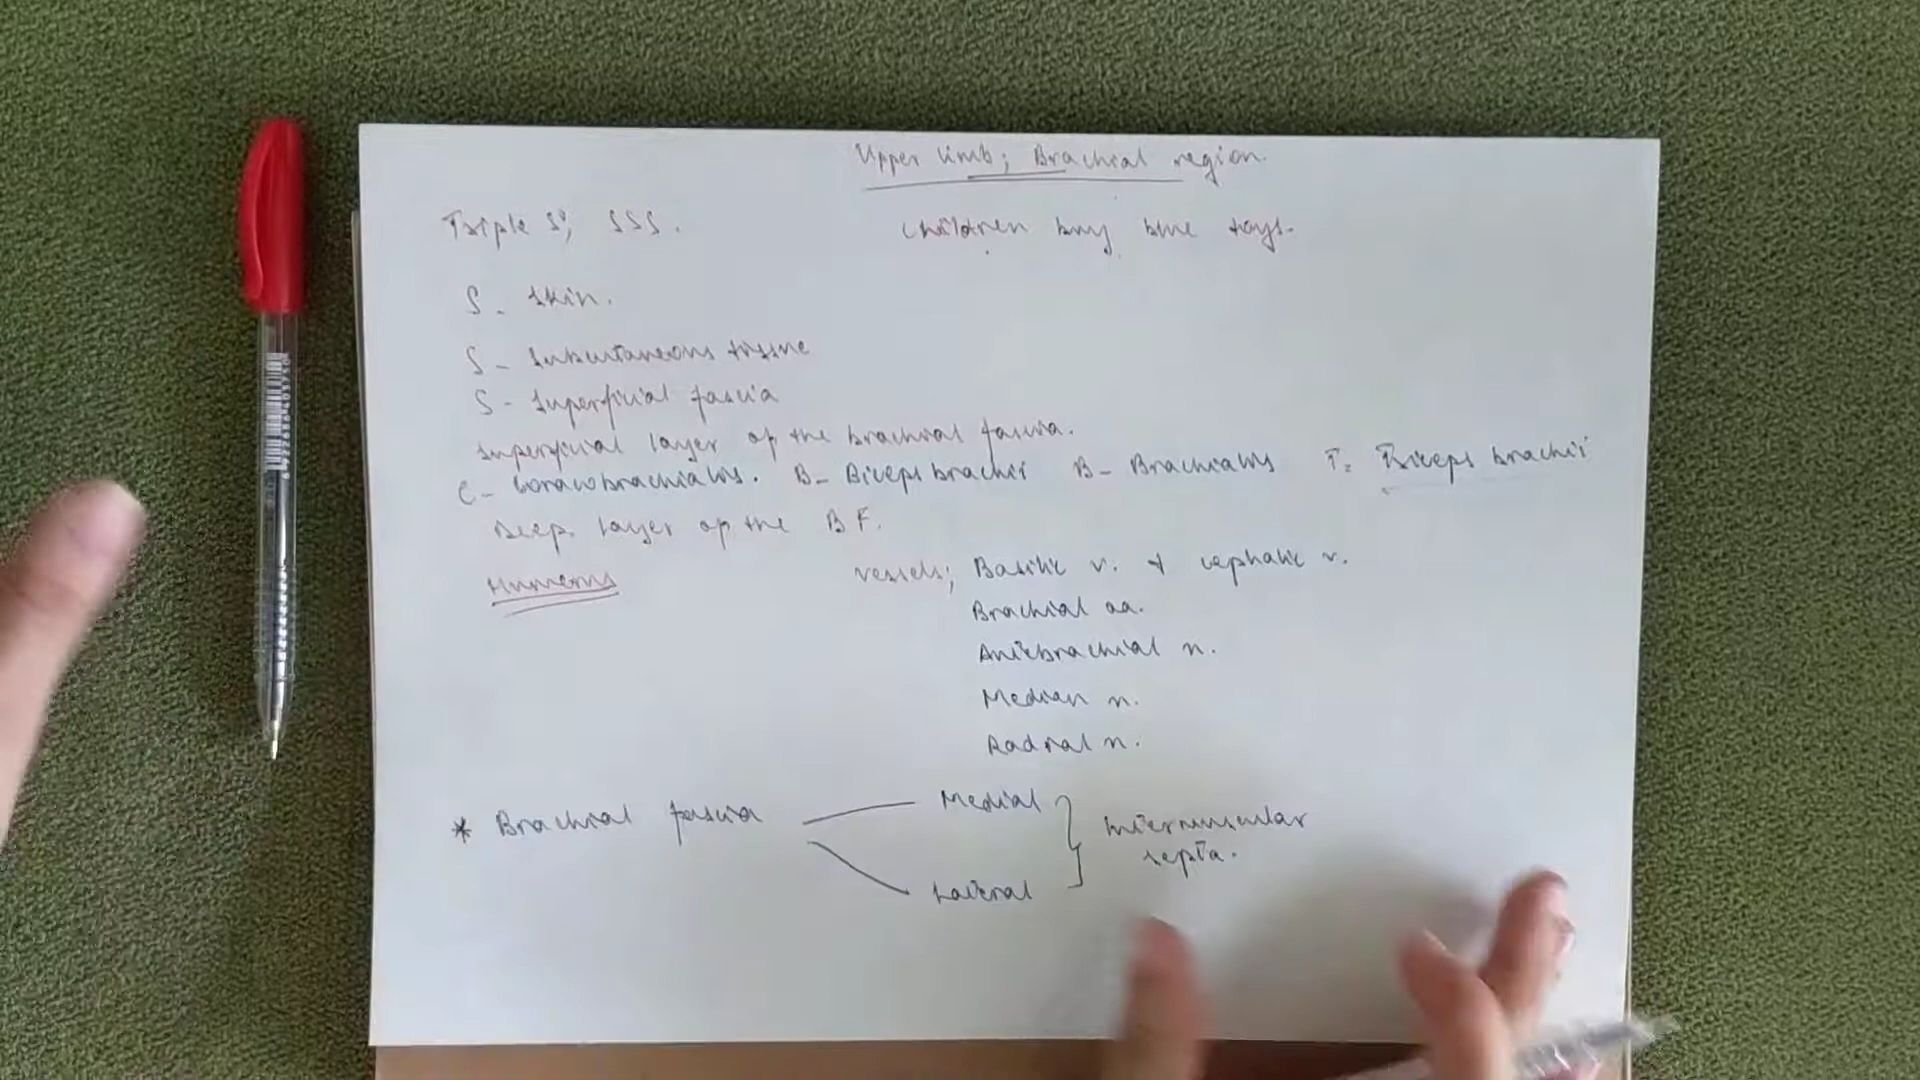 Upper limb; Brachial region.
Triple S; SSS.
Children buy blue toys.
S - Skin.
S - Subcutaneous tissue
S - Superficial fascia
Superficial layer of the brachial fascia.
C - Coracobrachialis. B - Biceps brachii B - Brachialis T: Triceps brachii
Deep layer of the B F.
Humerus
Vessels; Basilic v. + cephalic v.
Brachial aa.
Antebrachial n.
Median n.
Radial n.
* Brachial fascia
Medial
Lateral
Intermuscular
septa.